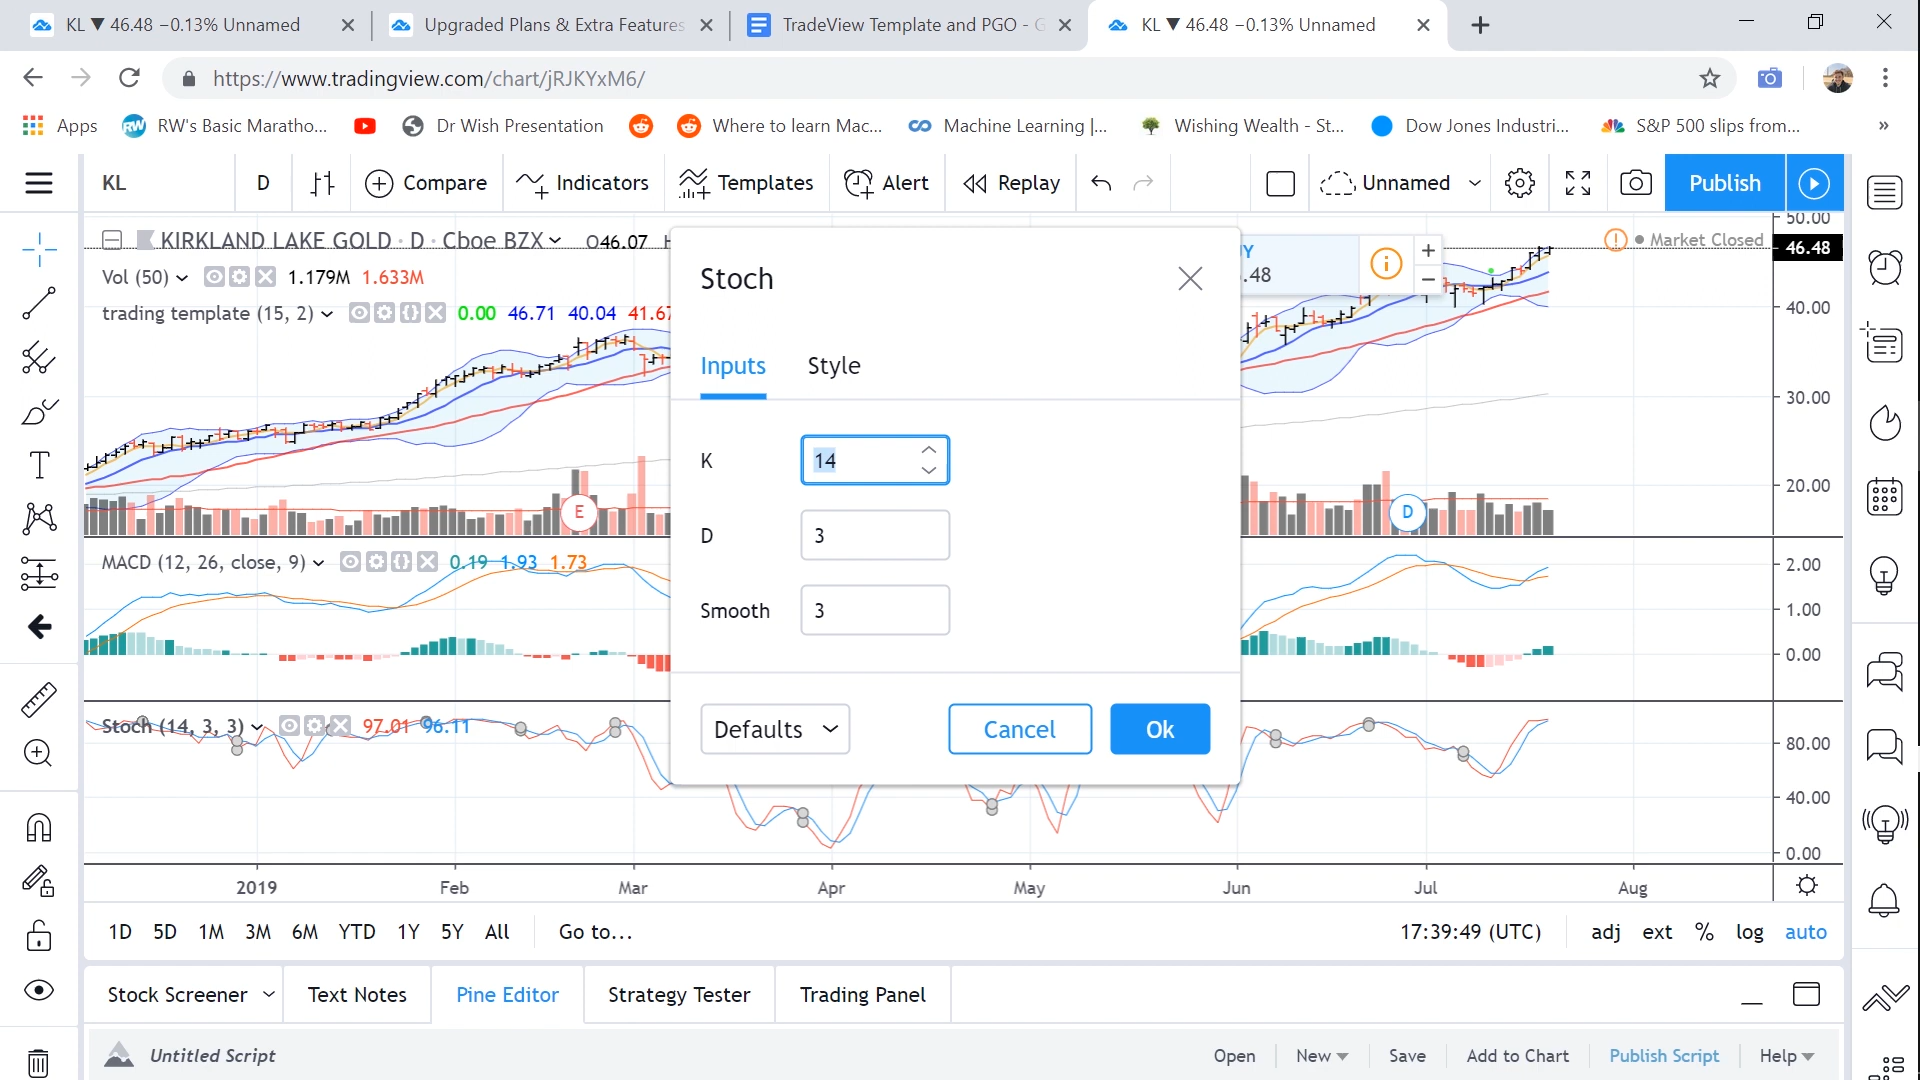 KL ▼ 46.48 −0.13% Unnamed
Upgraded Plans & Extra Features
TradeView Template and PGO - G
KL ▼ 46.48 −0.13% Unnamed
https://www.tradingview.com/chart/jRJKYxM6/
Apps
RW's Basic Maratho...
Dr Wish Presentation
Where to learn Mac...
Machine Learning |...
Wishing Wealth - St...
Dow Jones Industri...
S&P 500 slips from...
»
KL
D
Compare
Indicators
Templates
Alert
Replay
Unnamed
Publish
KIRKLAND LAKE GOLD · D · Cboe BZX
O46.07
Vol (50) 1.179M 1.633M
trading template (15, 2) 0.00 46.71 40.04 41.67
Y
.48
+
−
Market Closed
50.00
46.48
40.00
30.00
20.00
E
D
MACD (12, 26, close, 9) 0.19 1.93 1.73
2.00
1.00
0.00
Stoch (14, 3, 3) 97.01 96.11
80.00
40.00
0.00
Stoch
Inputs Style
K 14
D 3
Smooth 3
Defaults Cancel Ok
2019 Feb Mar Apr May Jun Jul Aug
1D 5D 1M 3M 6M YTD 1Y 5Y All Go to... 17:39:49 (UTC) adj ext % log auto
Stock Screener Text Notes Pine Editor Strategy Tester Trading Panel
Untitled Script Open New Save Add to Chart Publish Script Help